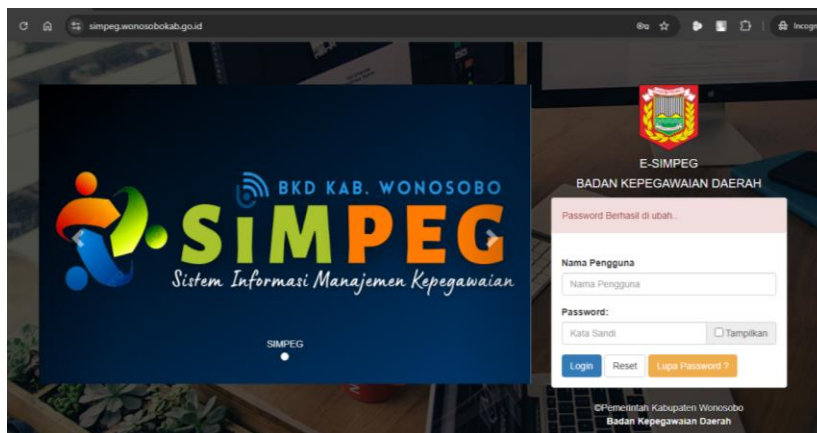 simpeg.wonosobokab.go.id
Incogn
BKD KAB. WONOSOBO
SIMPEG
Sistem Informasi Manajemen Kepegawaian
SIMPEG
E-SIMPEG
BADAN KEPEGAWAIAN DAERAH
Password Berhasil di ubah..
Nama Pengguna
Nama Pengguna
Password:
Kata Sandi
Tampilkan
Login Reset Lupa Password ?
©Pemerintah Kabupaten Wonosobo
Badan Kepegawaian Daerah